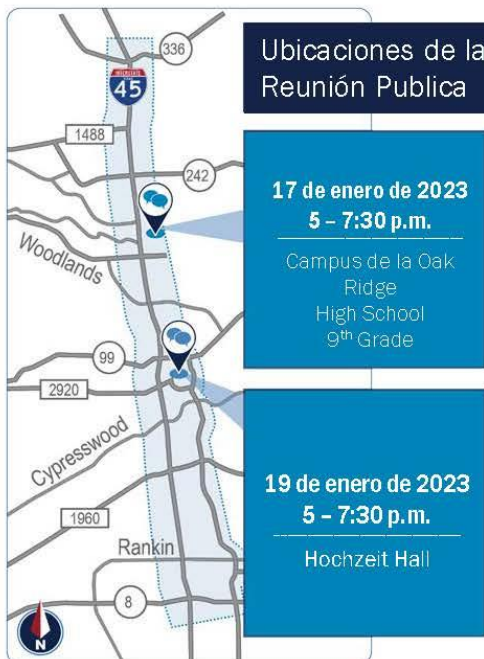 336
INTERSTATE
45
1488
242
Woodlands
99
2920
Cypresswood
1960
Rankin
8
N
Ubicaciones de la
Reunión Publica
17 de enero de 2023
5 – 7:30 p.m.
Campus de la Oak
Ridge
High School
9th Grade
19 de enero de 2023
5 – 7:30 p.m.
Hochzeit Hall